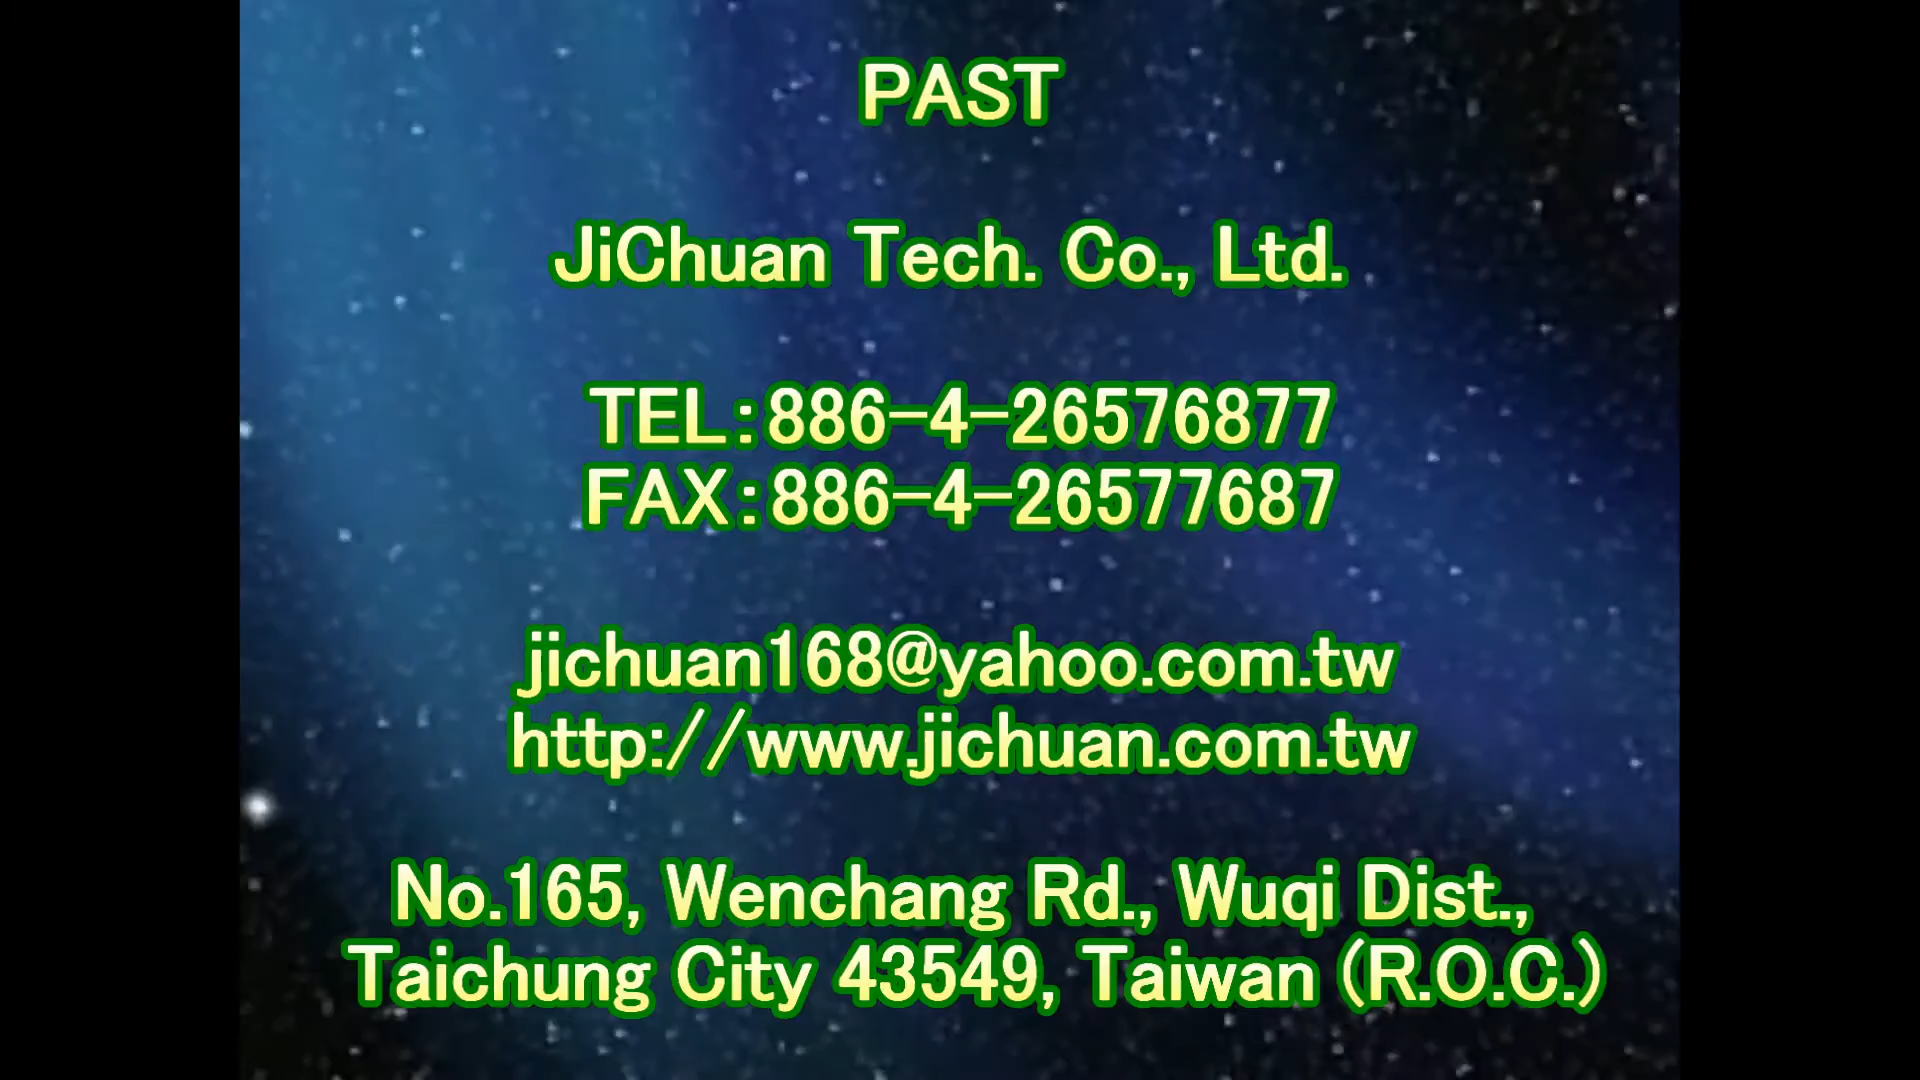 PAST
JiChuan Tech. Co., Ltd.
TEL:886-4-26576877
FAX:886-4-26577687
jichuan168@yahoo.com.tw
http://www.jichuan.com.tw
No.165, Wenchang Rd., Wuqi Dist.,
Taichung City 43549, Taiwan (R.O.C.)